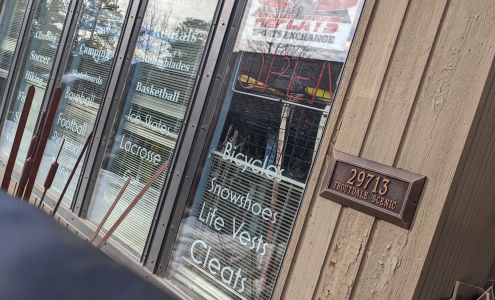 Soccer
Hiking
Camping
Skateboards
Baseball
Football
Rollerblades
Basketball
Ice Skates
Lacrosse
REPLAYS
SPORTS EXCHANGE
OPEN
Bicycles
Snowshoes
Life Vests
Cleats
29713
TROUTDALE SCENIC